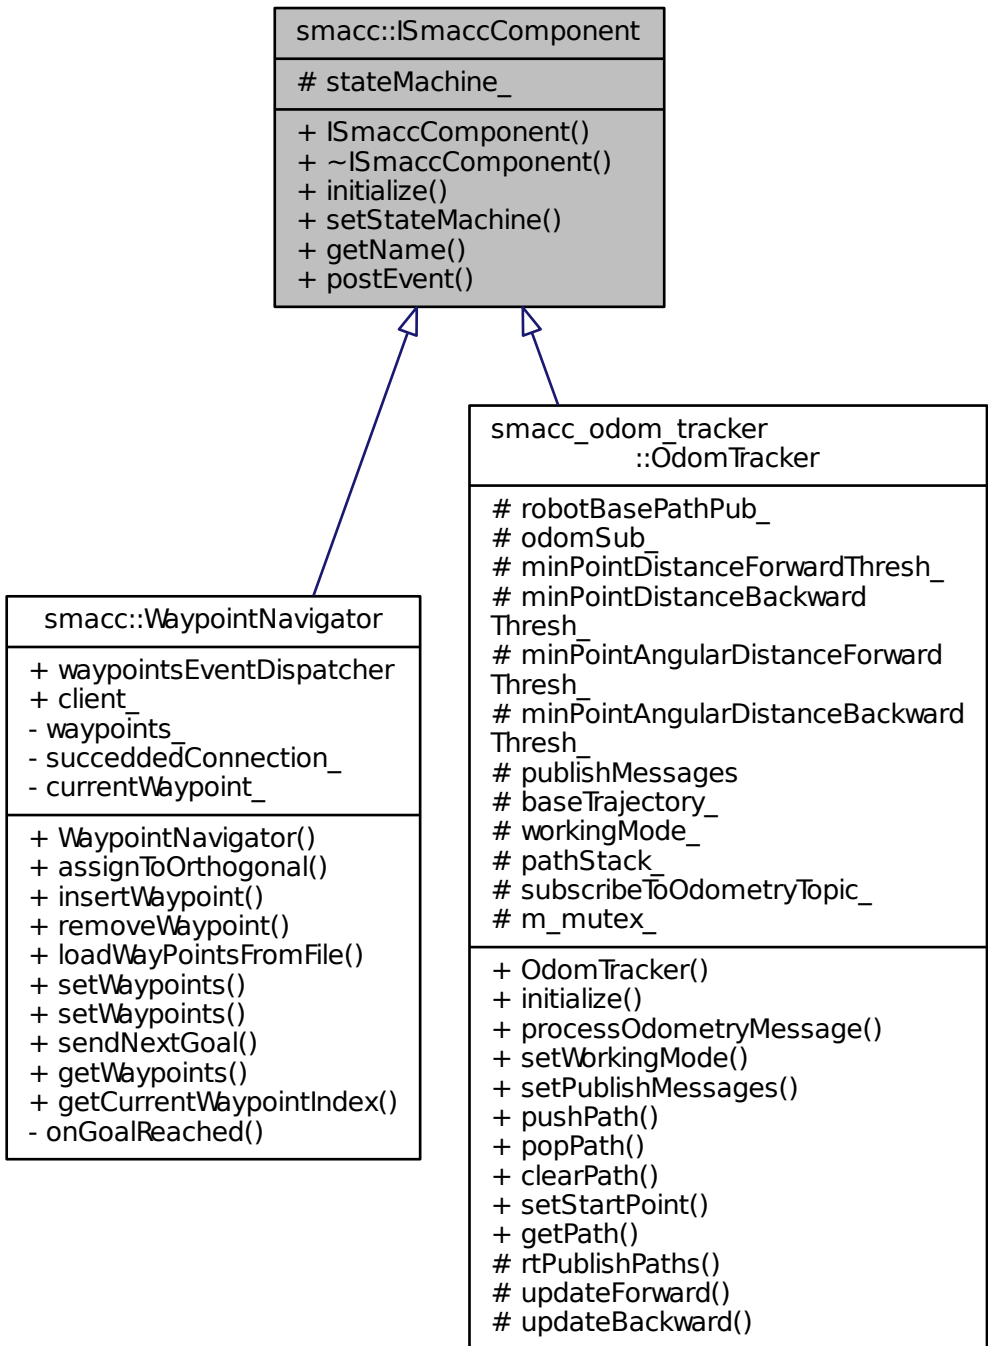 smacc::ISmaccComponent
# stateMachine_
+ ISmaccComponent()
+ ~ISmaccComponent()
+ initialize()
+ setStateMachine()
+ getName()
+ postEvent()
smacc::WaypointNavigator
+ waypointsEventDispatcher
+ client_
- waypoints_
- succeddedConnection_
- currentWaypoint_
+ WaypointNavigator()
+ assignToOrthogonal()
+ insertWaypoint()
+ removeWaypoint()
+ loadWayPointsFromFile()
+ setWaypoints()
+ setWaypoints()
+ sendNextGoal()
+ getWaypoints()
+ getCurrentWaypointIndex()
- onGoalReached()
smacc_odom_tracker
::OdomTracker
# robotBasePathPub_
# odomSub_
# minPointDistanceForwardThresh_
# minPointDistanceBackward
Thresh_
# minPointAngularDistanceForward
Thresh_
# minPointAngularDistanceBackward
Thresh_
# publishMessages
# baseTrajectory_
# workingMode_
# pathStack_
# subscribeToOdometryTopic_
# m_mutex_
+ OdomTracker()
+ initialize()
+ processOdometryMessage()
+ setWorkingMode()
+ setPublishMessages()
+ pushPath()
+ popPath()
+ clearPath()
+ setStartPoint()
+ getPath()
# rtPublishPaths()
# updateForward()
# updateBackward()